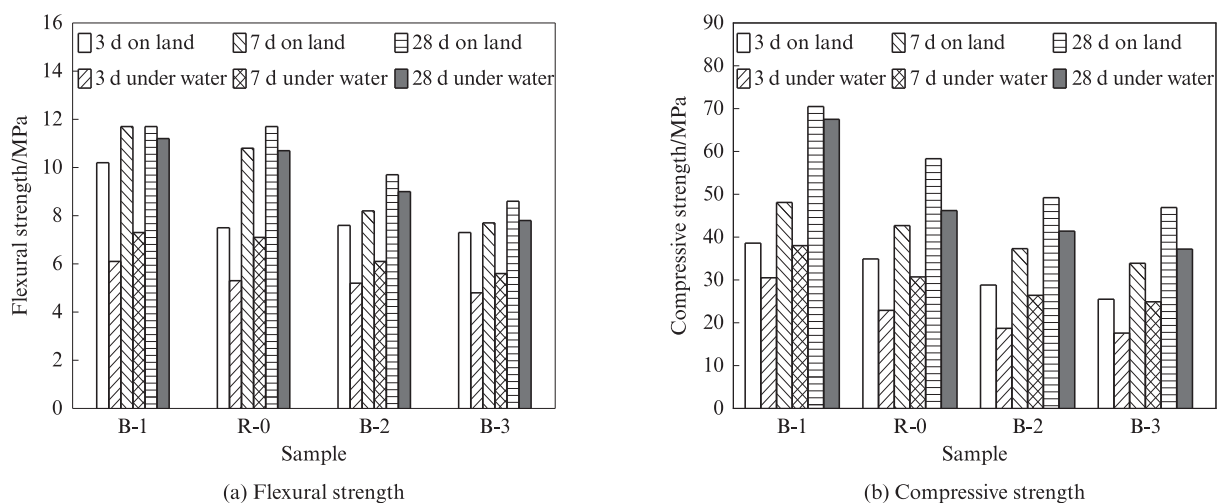 16
14
12
10
8
6
4
2
0
Flexural strength/MPa
3 d on land 7 d on land 28 d on land
3 d under water 7 d under water 28 d under water
B-1 R-0 B-2 B-3
Sample
(a) Flexural strength
90
80
70
60
50
40
30
20
10
0
Compressive strength/MPa
3 d on land 7 d on land 28 d on land
3 d under water 7 d under water 28 d under water
B-1 R-0 B-2 B-3
Sample
(b) Compressive strength